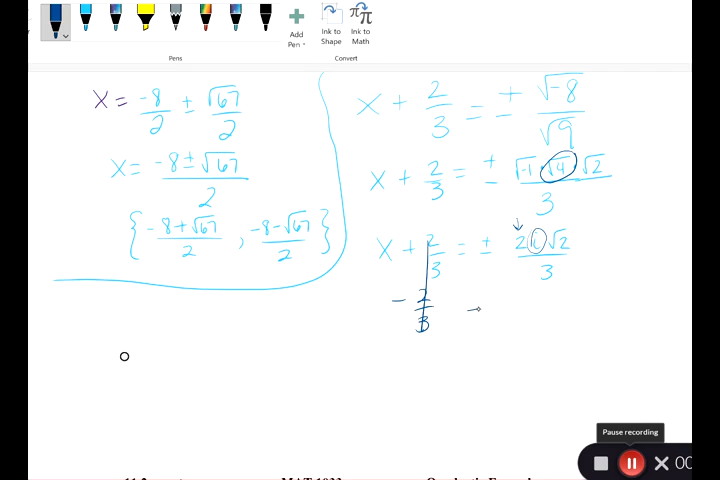 Add Pen
Ink to Shape
Ink to Math
Pens
Convert
x = -8/2 ± √67/2
x = (-8 ± √67)/2
{(-8+√67)/2 , (-8-√67)/2}
x + 2/3 = ± √-8/√9
x + 2/3 = ± (√-1 · √4 · √2)/3
x + 2/3 = ± 2i√2/3
- 2/3 -
Pause recording
00